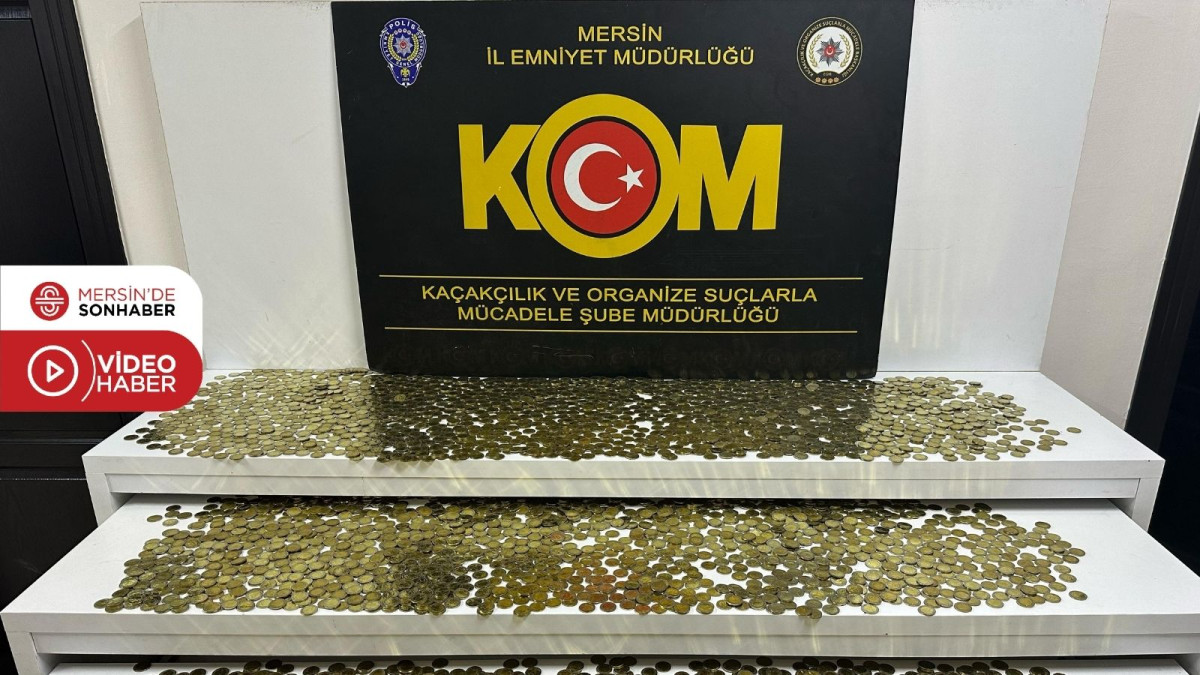 POLİS
MERSİN
İL EMNİYET MÜDÜRLÜĞÜ
KOM
KAÇAKÇILIK VE ORGANİZE SUÇLARLA
MÜCADELE ŞUBE MÜDÜRLÜĞÜ
MERSİN'DE
SONHABER
VİDEO
HABER